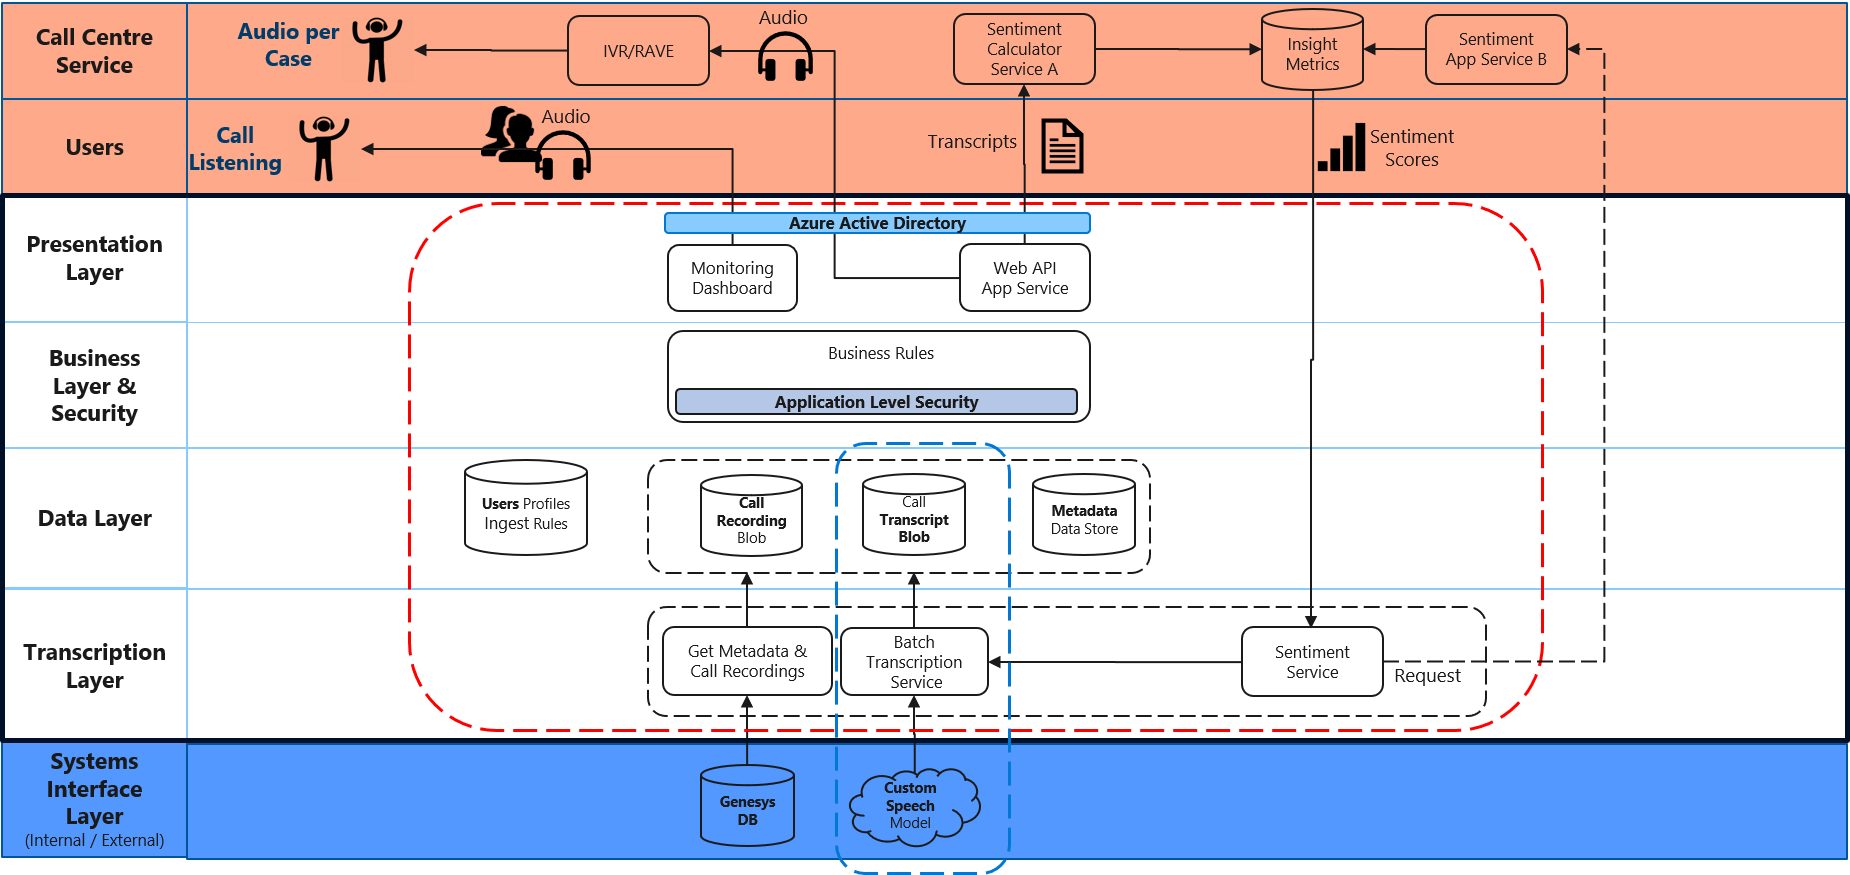 Call Centre
Service
Audio per
Case
IVR/RAVE
Audio
Sentiment
Calculator
Service A
Insight
Metrics
Sentiment
App Service B
Users
Call
Listening
Audio
Transcripts
Sentiment
Scores
Presentation
Layer
Azure Active Directory
Monitoring
Dashboard
Web API
App Service
Business
Layer &
Security
Business Rules
Application Level Security
Data Layer
Users Profiles
Ingest Rules
Call
Recording
Blob
Call
Transcript
Blob
Metadata
Data Store
Transcription
Layer
Get Metadata &
Call Recordings
Batch
Transcription
Service
Sentiment
Service
Request
Systems
Interface
Layer
(Internal / External)
Genesys
DB
Custom
Speech
Model